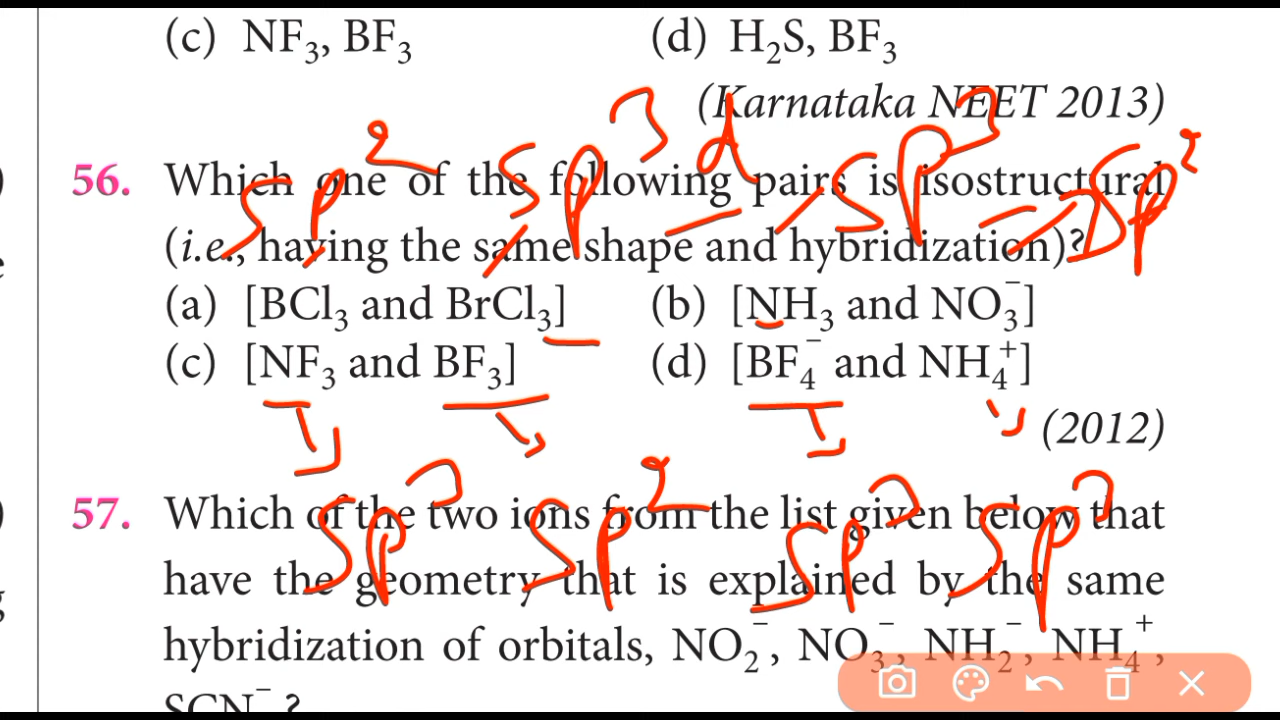 (c) NF₃, BF₃ (d) H₂S, BF₃
(Karnataka NEET 2013)
sp² sp³d sp³ sp²
56. Which one of the following pairs is isostructural
(i.e., having the same shape and hybridization)?
(a) [BCl₃ and BrCl₃] (b) [NH₃ and NO₃⁻]
(c) [NF₃ and BF₃] (d) [BF₄⁻ and NH₄⁺]
(2012)
sp³ sp² sp³ sp³
57. Which of the two ions from the list given below that
have the geometry that is explained by the same
hybridization of orbitals, NO₂⁻, NO₃⁻, NH₂⁻, NH₄⁺,
SCN⁻ ?